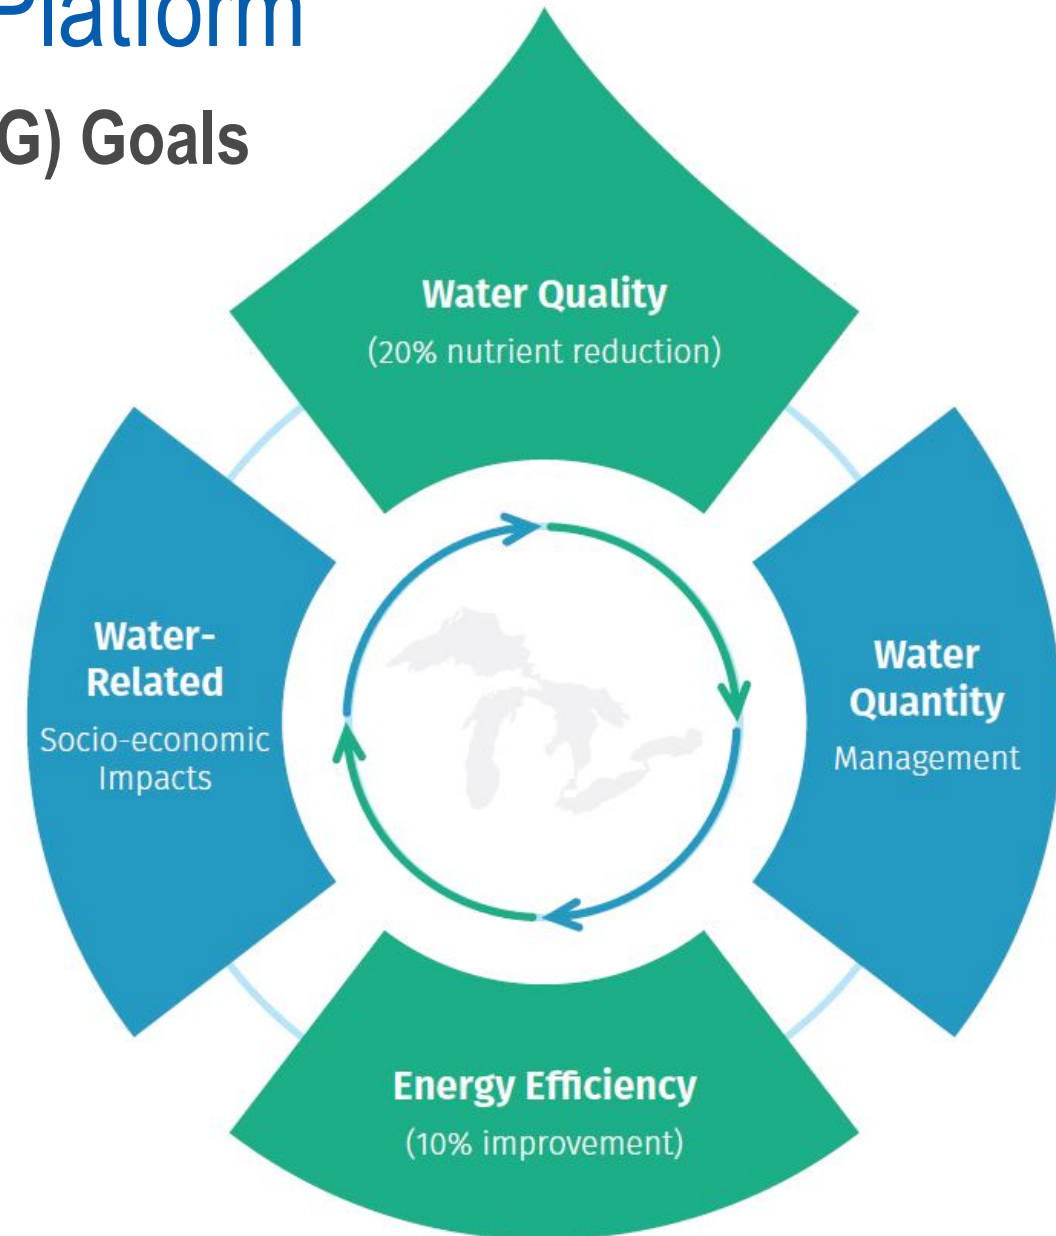 Platform
G) Goals
Water Quality
(20% nutrient reduction)
Water-
Related
Socio-economic
Impacts
Water
Quantity
Management
Energy Efficiency
(10% improvement)